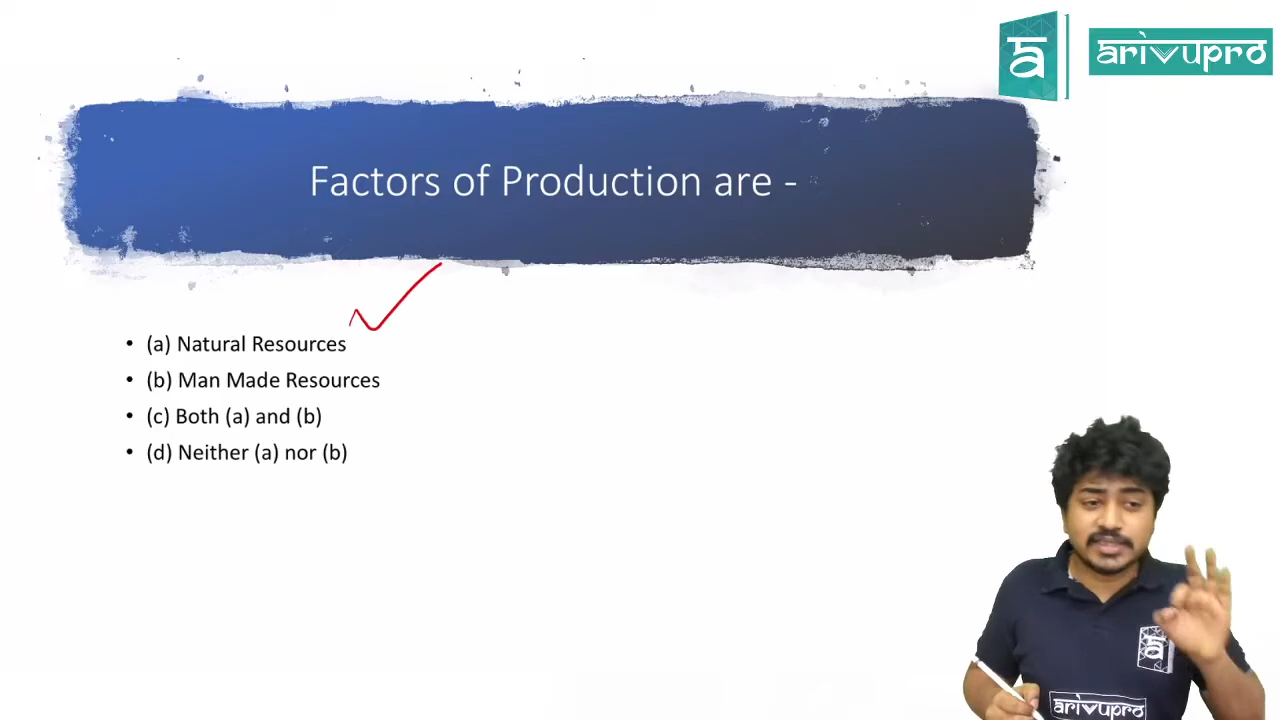 ā
arivupro
Factors of Production are -
• (a) Natural Resources
• (b) Man Made Resources
• (c) Both (a) and (b)
• (d) Neither (a) nor (b)
ā
arivupro